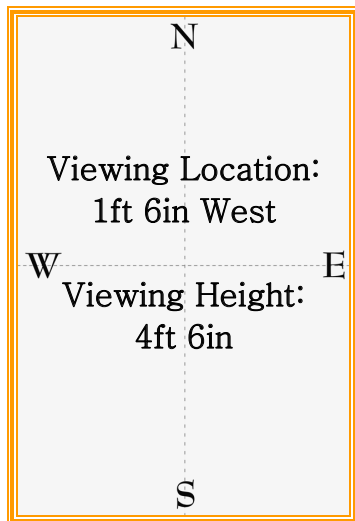 N
Viewing Location:
1ft 6in West
W E
Viewing Height:
4ft 6in
S